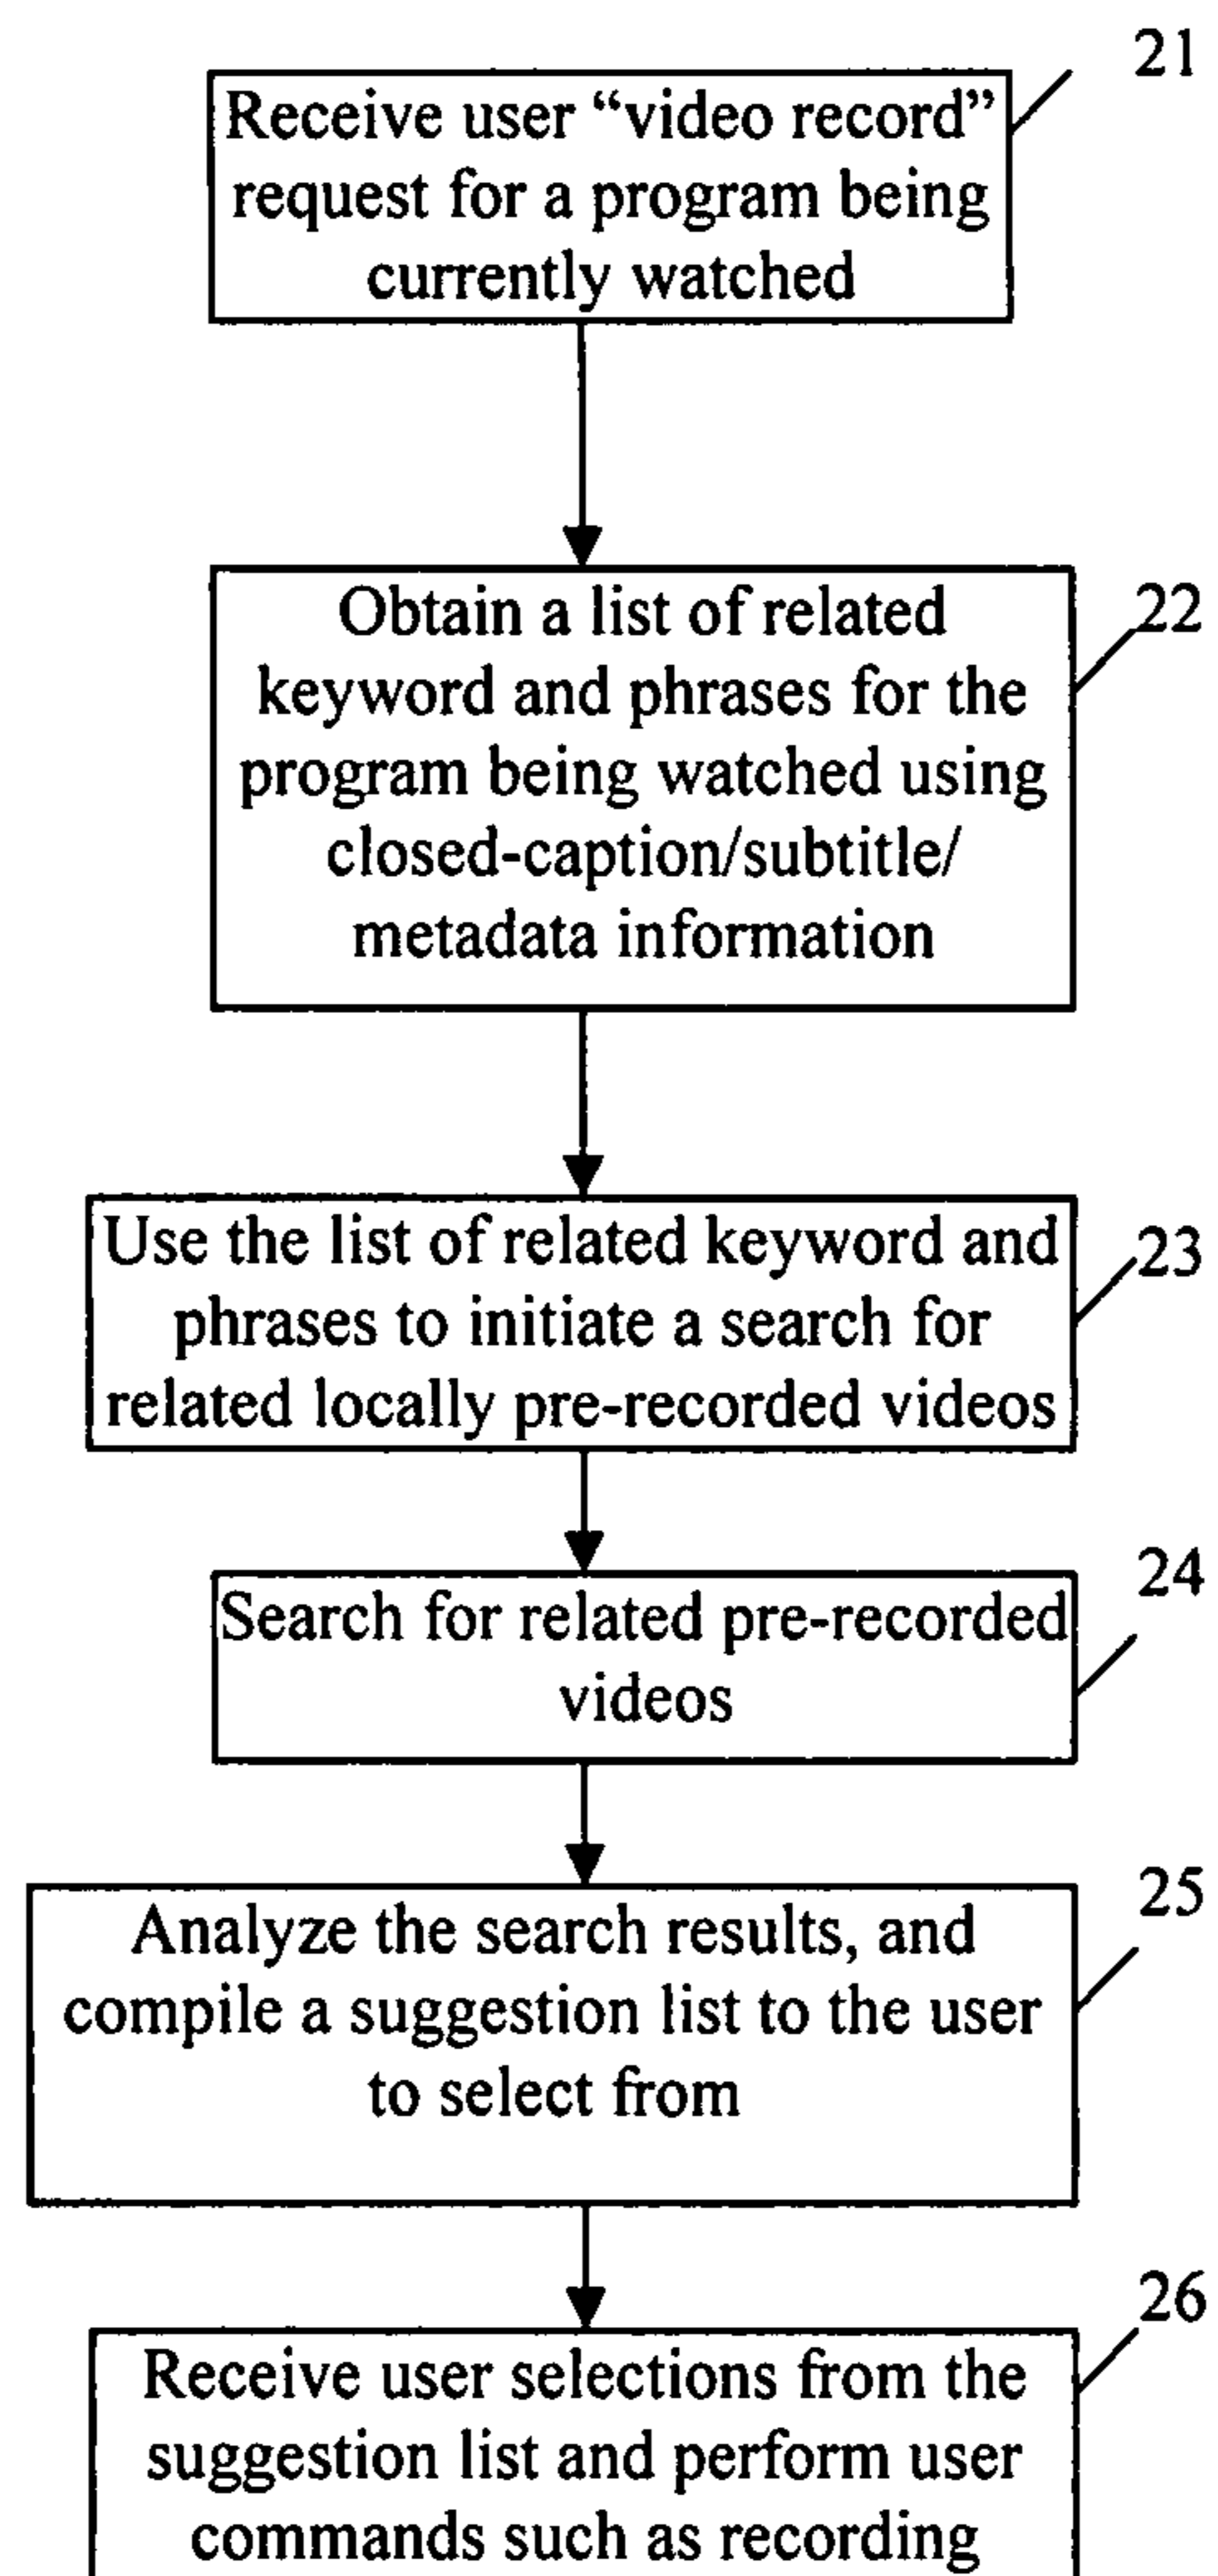 21
Receive user “video record”
request for a program being
currently watched
22
Obtain a list of related
keyword and phrases for the
program being watched using
closed-caption/subtitle/
metadata information
23
Use the list of related keyword and
phrases to initiate a search for
related locally pre-recorded videos
24
Search for related pre-recorded
videos
25
Analyze the search results, and
compile a suggestion list to the user
to select from
26
Receive user selections from the
suggestion list and perform user
commands such as recording